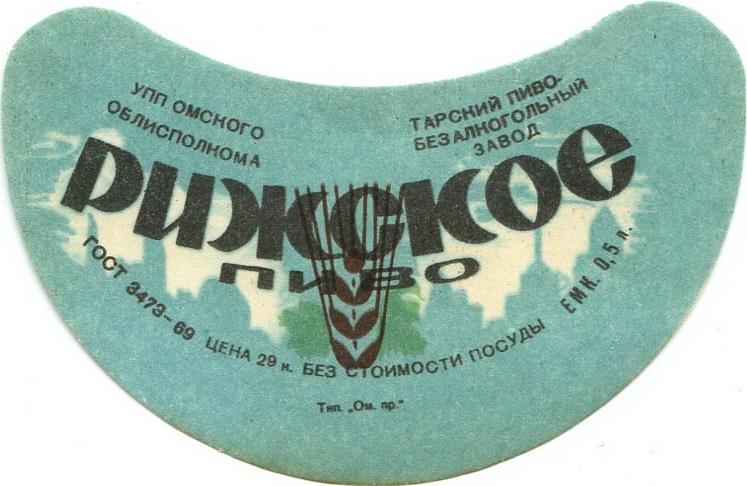 УПП ОМСКОГО
ОБЛИСПОЛКОМА
ТАРСКИЙ ПИВО-
БЕЗАЛКОГОЛЬНЫЙ
ЗАВОД
РИЖСКОЕ
ПИВО
ГОСТ 3473-69 ЦЕНА 29 к. БЕЗ СТОИМОСТИ ПОСУДЫ ЕМК. 0,5 л.
Тип. „Ом. пр."